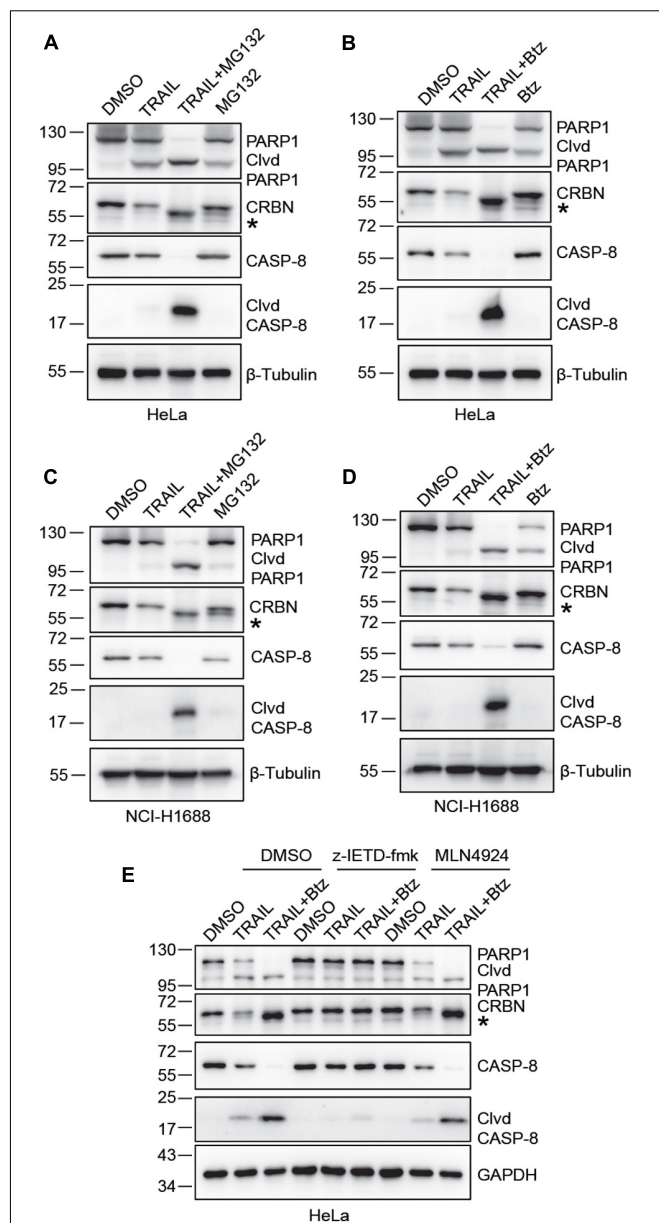 A
DMSO TRAIL TRAIL+MG132 MG132
130
95
PARP1
Clvd
PARP1
72
55
CRBN
*
72
55
CASP-8
25
17
Clvd
CASP-8
55
β-Tubulin
HeLa
B
DMSO TRAIL TRAIL+Btz Btz
130
95
PARP1
Clvd
PARP1
72
55
CRBN
*
72
55
CASP-8
25
17
Clvd
CASP-8
55
β-Tubulin
HeLa
C
DMSO TRAIL TRAIL+MG132 MG132
130
95
PARP1
Clvd
PARP1
72
55
CRBN
*
72
55
CASP-8
25
17
Clvd
CASP-8
55
β-Tubulin
NCI-H1688
D
DMSO TRAIL TRAIL+Btz Btz
130
95
PARP1
Clvd
PARP1
72
55
CRBN
*
72
55
CASP-8
25
17
Clvd
CASP-8
55
β-Tubulin
NCI-H1688
E
DMSO z-IETD-fmk MLN4924
DMSO TRAIL TRAIL+Btz DMSO TRAIL TRAIL+Btz DMSO TRAIL TRAIL+Btz
130
95
PARP1
Clvd
PARP1
72
55
CRBN
*
72
55
CASP-8
25
17
Clvd
CASP-8
43
34
GAPDH
HeLa